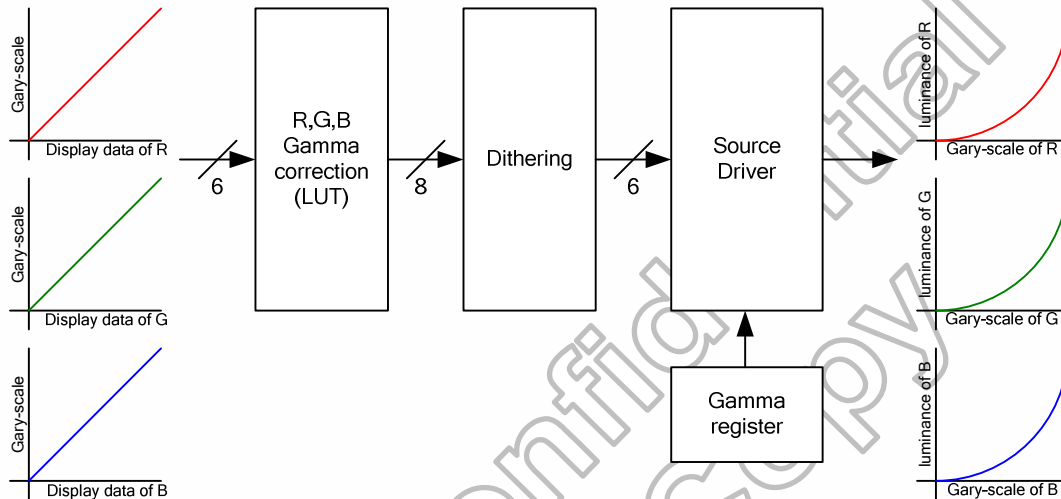 Gary-scale
Display data of R
Gary-scale
Display data of G
Gary-scale
Display data of B
6
R,G,B
Gamma
correction
(LUT)
8
Dithering
6
Source
Driver
Gamma
register
luminance of R
Gary-scale of R
luminance of G
Gary-scale of G
luminance of B
Gary-scale of B